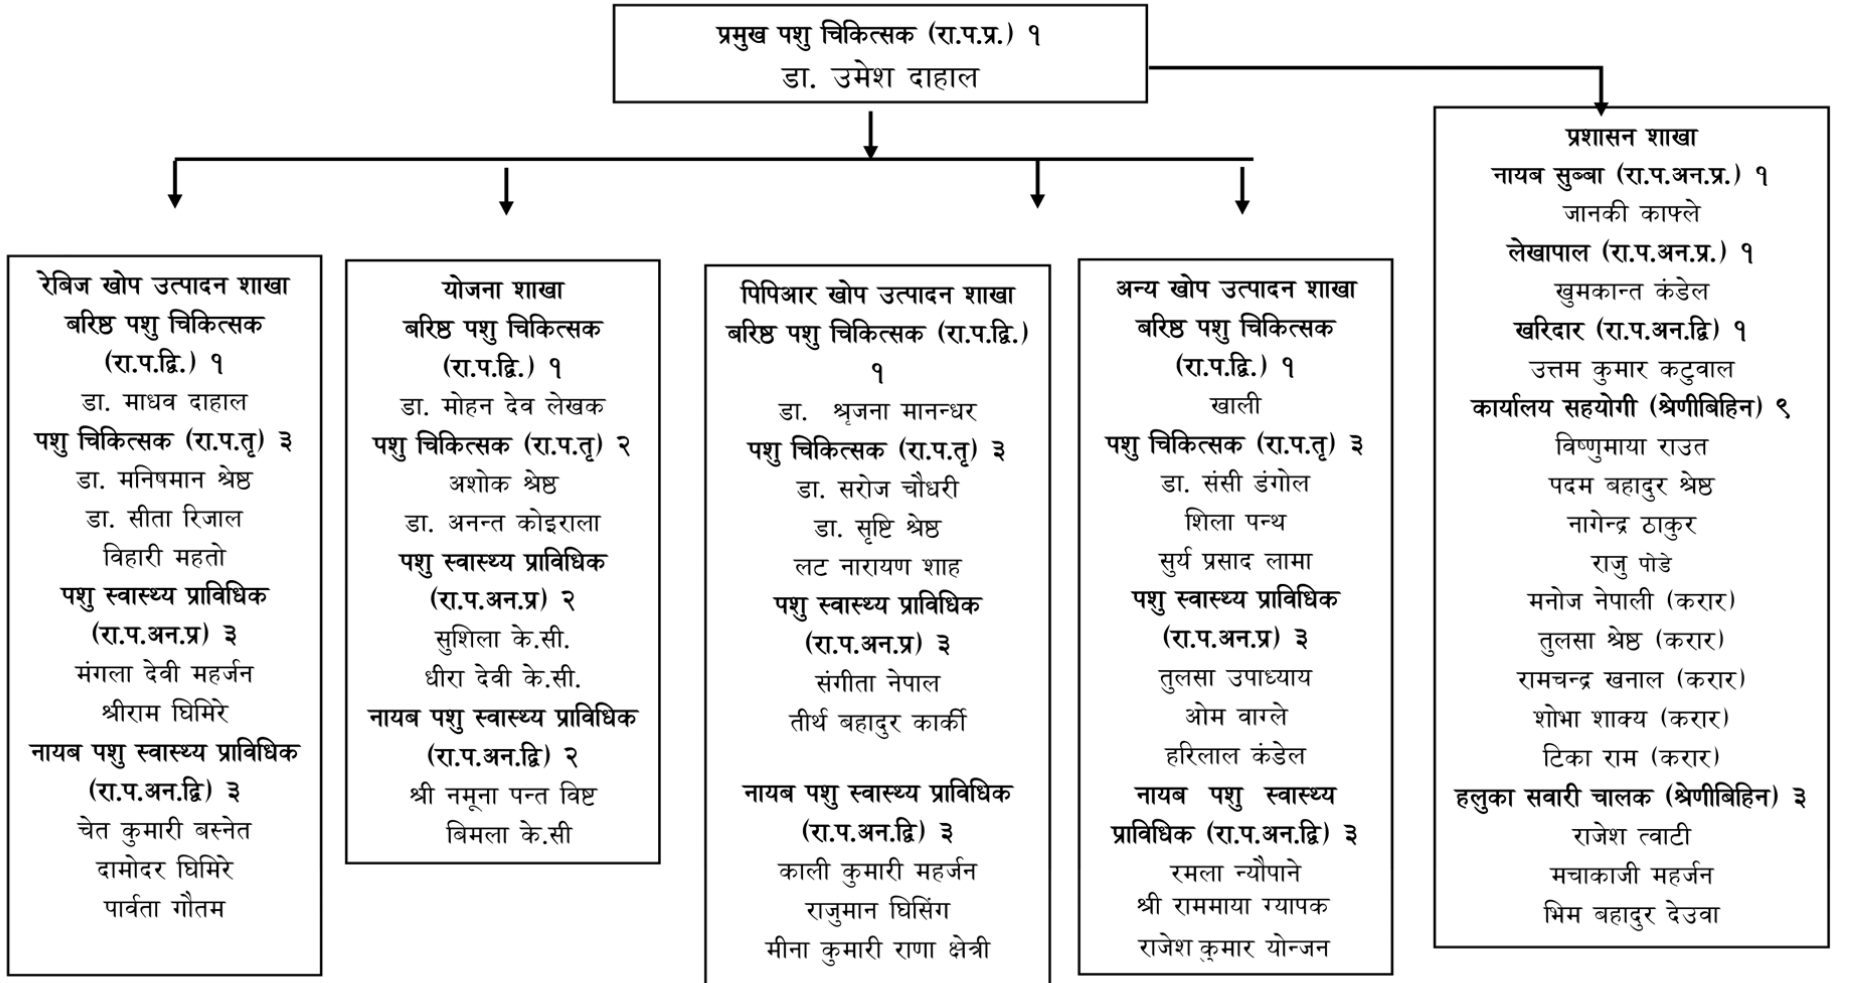 प्रमुख पशु चिकित्सक (रा.प.प्र.) १
डा. उमेश दाहाल
रेबिज खोप उत्पादन शाखा
बरिष्ठ पशु चिकित्सक
(रा.प.द्वि.) १
डा. माधव दाहाल
पशु चिकित्सक (रा.प.तृ) ३
डा. मनिषमान श्रेष्ठ
डा. सीता रिजाल
विहारी महतो
पशु स्वास्थ्य प्राविधिक
(रा.प.अन.प्र) ३
मंगला देवी महर्जन
श्रीराम घिमिरे
नायब पशु स्वास्थ्य प्राविधिक
(रा.प.अन.द्वि) ३
चेत कुमारी बस्नेत
दामोदर घिमिरे
पार्वता गौतम
योजना शाखा
बरिष्ठ पशु चिकित्सक
(रा.प.द्वि.) १
डा. मोहन देव लेखक
पशु चिकित्सक (रा.प.तृ) २
अशोक श्रेष्ठ
डा. अनन्त कोइराला
पशु स्वास्थ्य प्राविधिक
(रा.प.अन.प्र) २
सुशिला के.सी.
धीरा देवी के.सी.
नायब पशु स्वास्थ्य प्राविधिक
(रा.प.अन.द्वि) २
श्री नमूना पन्त विष्ट
बिमला के.सी
पिपिआर खोप उत्पादन शाखा
बरिष्ठ पशु चिकित्सक (रा.प.द्वि.)
१
डा. श्रृजना मानन्धर
पशु चिकित्सक (रा.प.तृ) ३
डा. सरोज चौधरी
डा. सृष्टि श्रेष्ठ
लट नारायण शाह
पशु स्वास्थ्य प्राविधिक
(रा.प.अन.प्र) ३
संगीता नेपाल
तीर्थ बहादुर कार्की
नायब पशु स्वास्थ्य प्राविधिक
(रा.प.अन.द्वि) ३
काली कुमारी महर्जन
राजुमान घिसिंग
मीना कुमारी राणा क्षेत्री
अन्य खोप उत्पादन शाखा
बरिष्ठ पशु चिकित्सक
(रा.प.द्वि.) १
खाली
पशु चिकित्सक (रा.प.तृ) ३
डा. संसी डंगोल
शिला पन्थ
सुर्य प्रसाद लामा
पशु स्वास्थ्य प्राविधिक
(रा.प.अन.प्र) ३
तुलसा उपाध्याय
ओम वाग्ले
हरिलाल कंडेल
नायब पशु स्वास्थ्य
प्राविधिक (रा.प.अन.द्वि) ३
रमला न्यौपाने
श्री राममाया ग्यापक
राजेश कुमार योन्जन
प्रशासन शाखा
नायब सुब्बा (रा.प.अन.प्र.) १
जानकी काफ्ले
लेखापाल (रा.प.अन.प्र.) १
खुमकान्त कंडेल
खरिदार (रा.प.अन.द्वि) १
उत्तम कुमार कटुवाल
कार्यालय सहयोगी (श्रेणीबिहिन) ९
विष्णुमाया राउत
पदम बहादुर श्रेष्ठ
नागेन्द्र ठाकुर
राजु पोडे
मनोज नेपाली (करार)
तुलसा श्रेष्ठ (करार)
रामचन्द्र खनाल (करार)
शोभा शाक्य (करार)
टिका राम (करार)
हलुका सवारी चालक (श्रेणीबिहिन) ३
राजेश त्वाटी
मचाकाजी महर्जन
भिम बहादुर देउवा